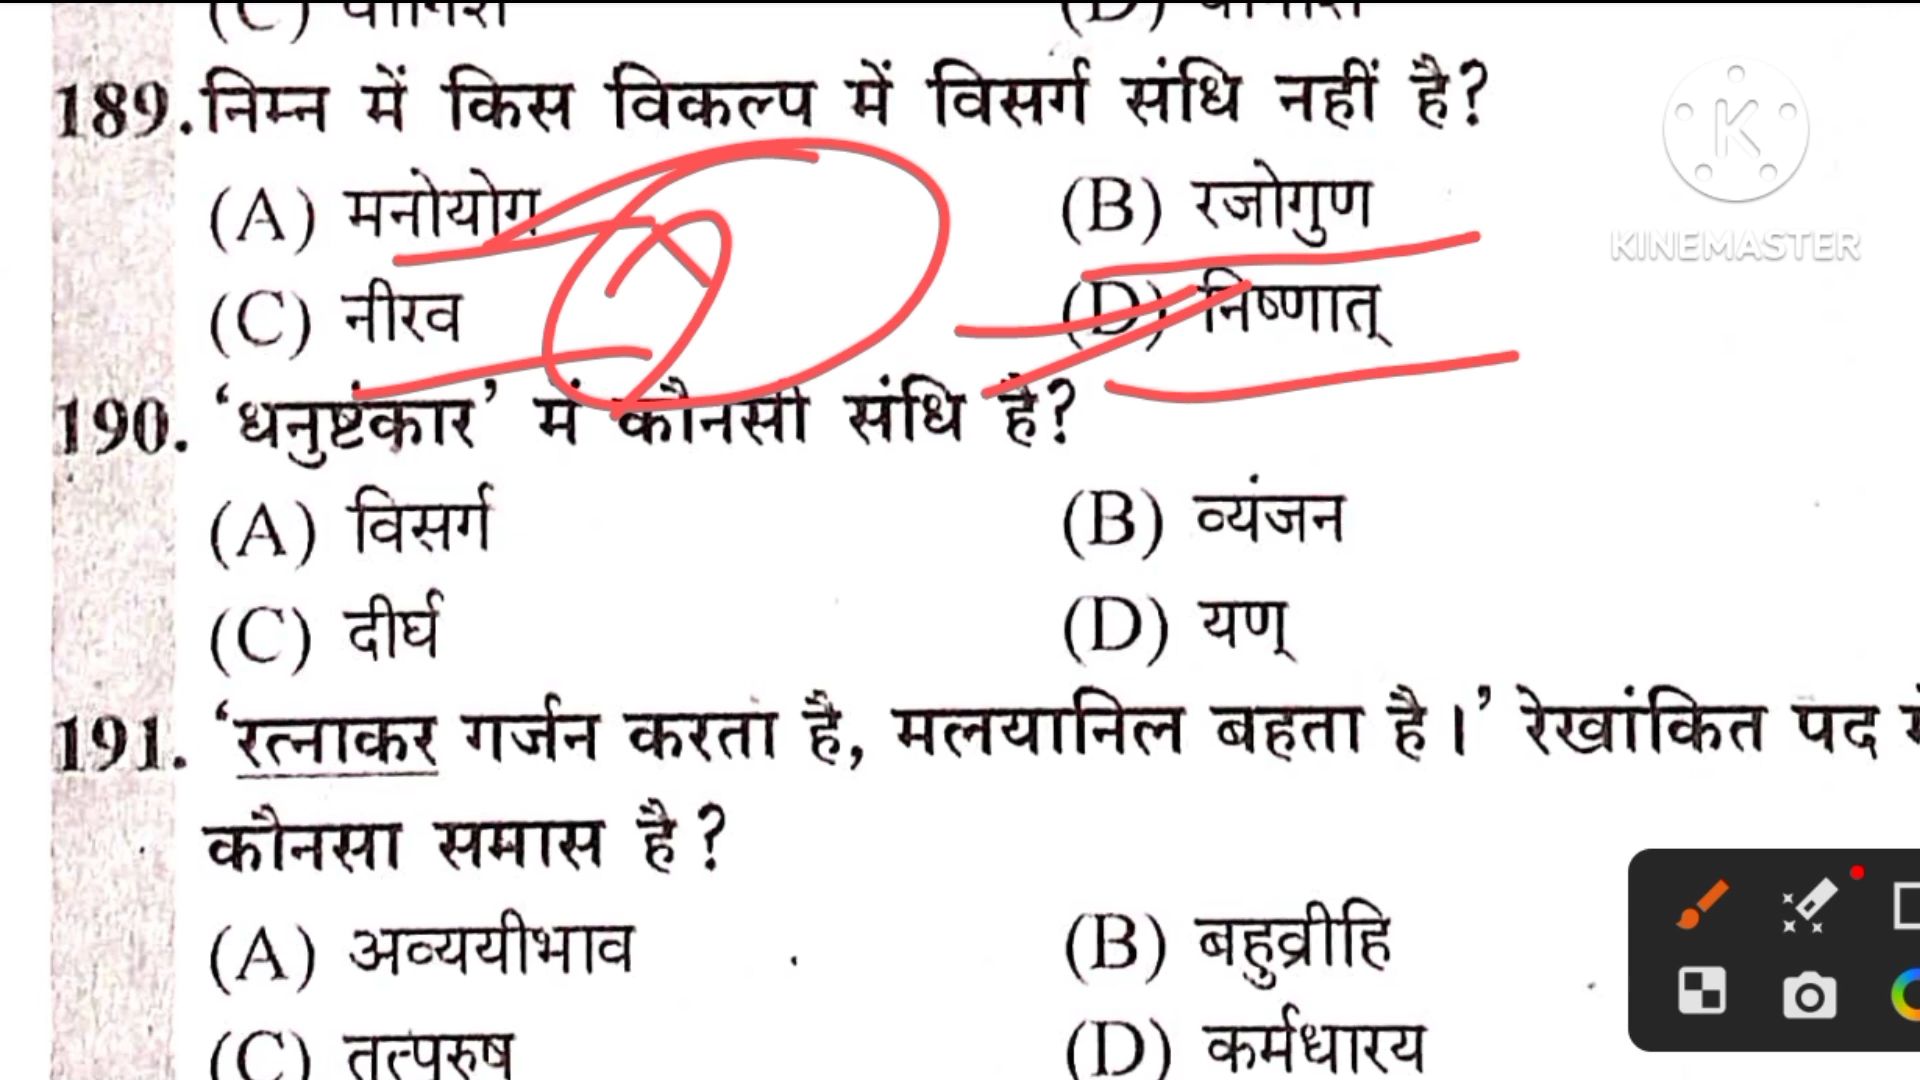 189. निम्न में किस विकल्प में विसर्ग संधि नहीं है?
(A) मनोयोग (B) रजोगुण
(C) नीरव (D) निष्णात्
190. ‘धनुष्टंकार’ में कौनसी संधि है?
(A) विसर्ग (B) व्यंजन
(C) दीर्घ (D) यण्
191. ‘रत्नाकर गर्जन करता है, मलयानिल बहता है।’ रेखांकित पद
कौनसा समास है?
(A) अव्ययीभाव (B) बहुव्रीहि
(C) तत्पुरुष (D) कर्मधारय
K
KINEMASTER